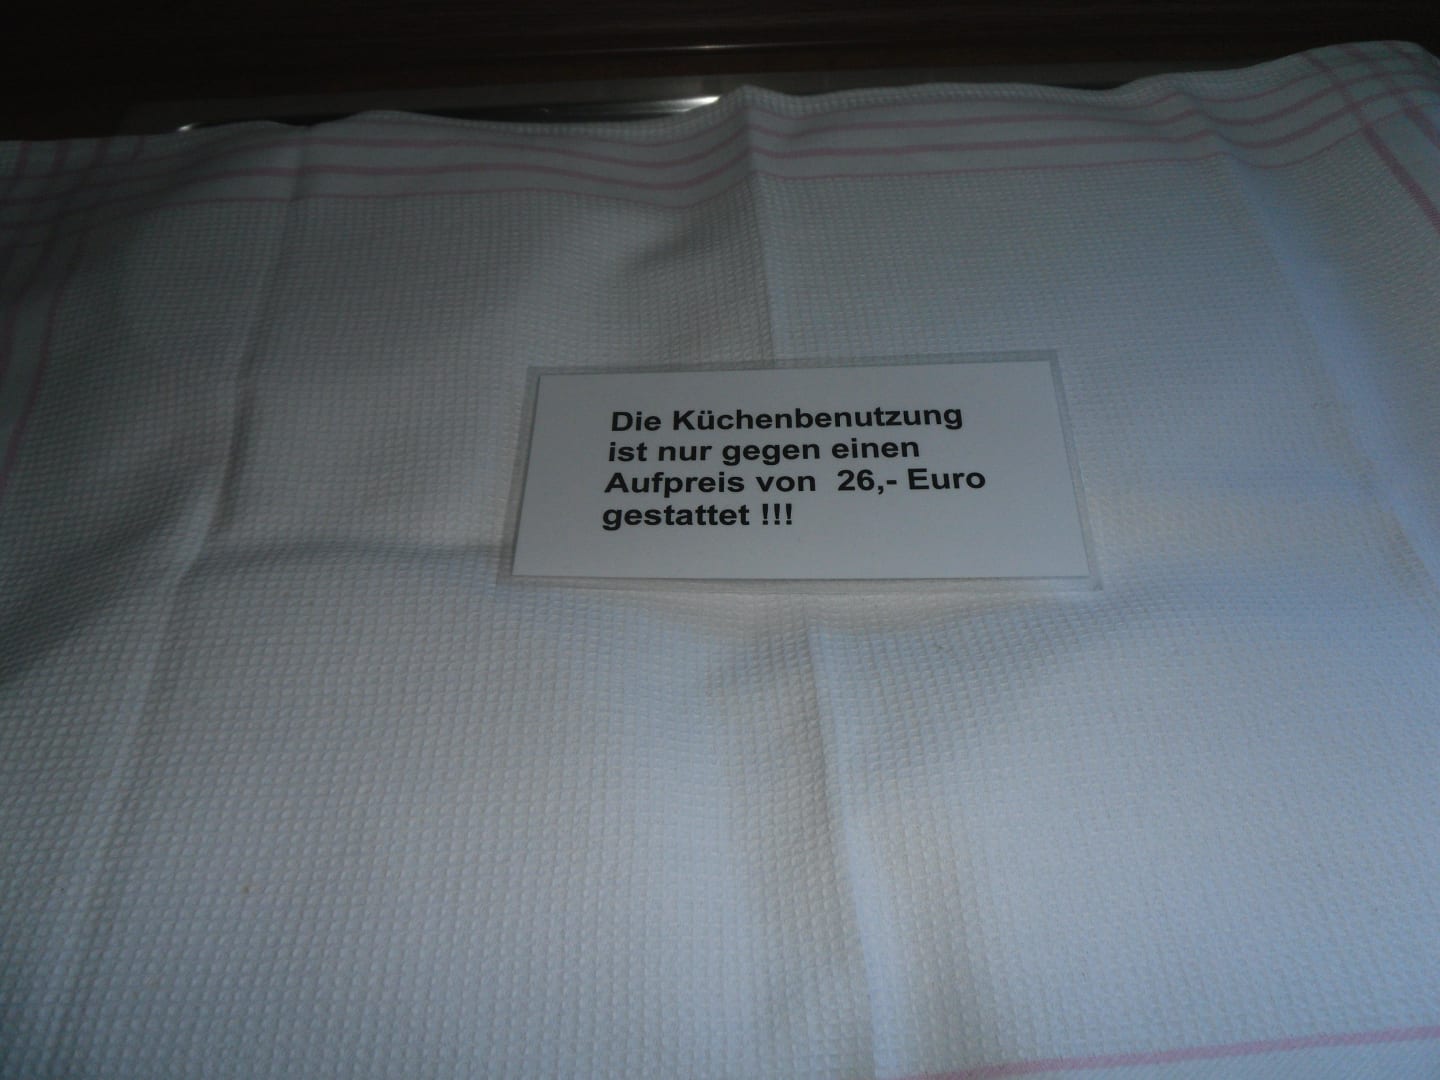 Die Küchenbenutzung
ist nur gegen einen
Aufpreis von 26,- Euro
gestattet !!!